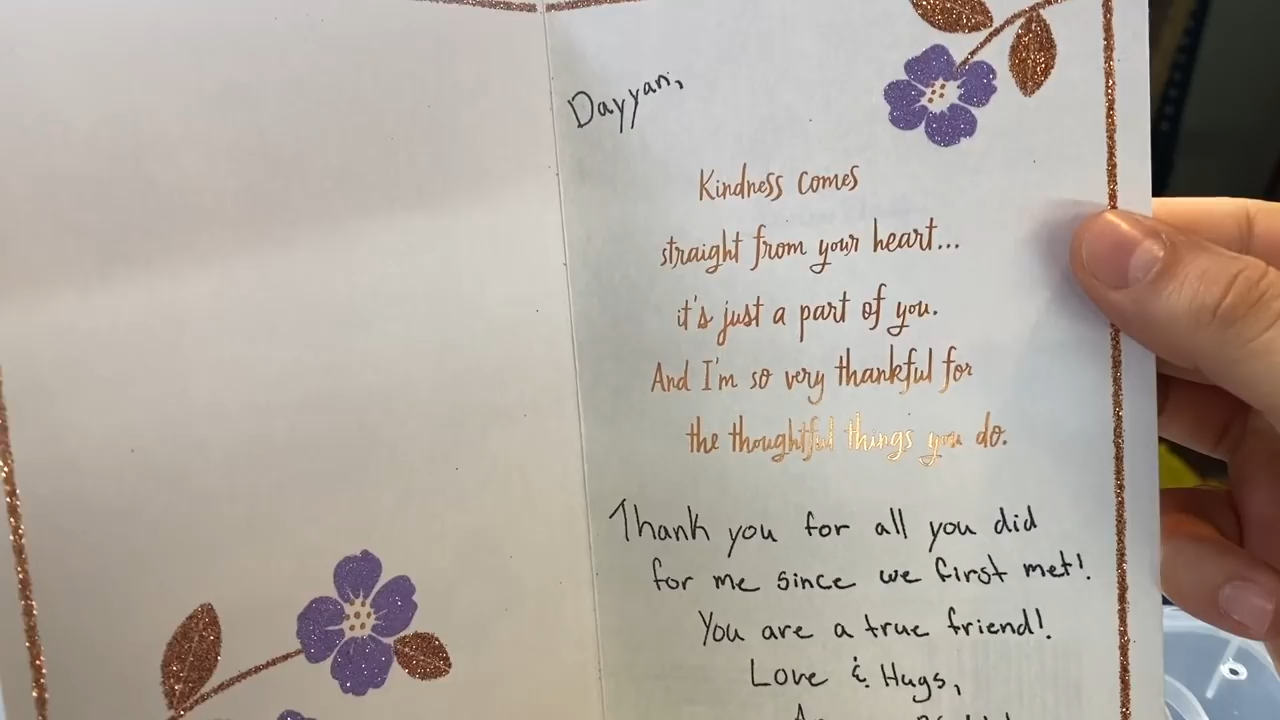 Dayyan,
Kindness comes
straight from your heart...
it's just a part of you.
And I'm so very thankful for
the thoughtful things you do.
Thank you for all you did
for me since we first met!
You are a true friend!
Love & Hugs,